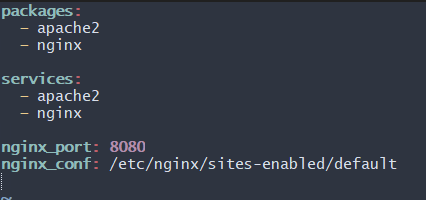 packages:
  - apache2
  - nginx

services:
  - apache2
  - nginx

nginx_port: 8080
nginx_conf: /etc/nginx/sites-enabled/default
~